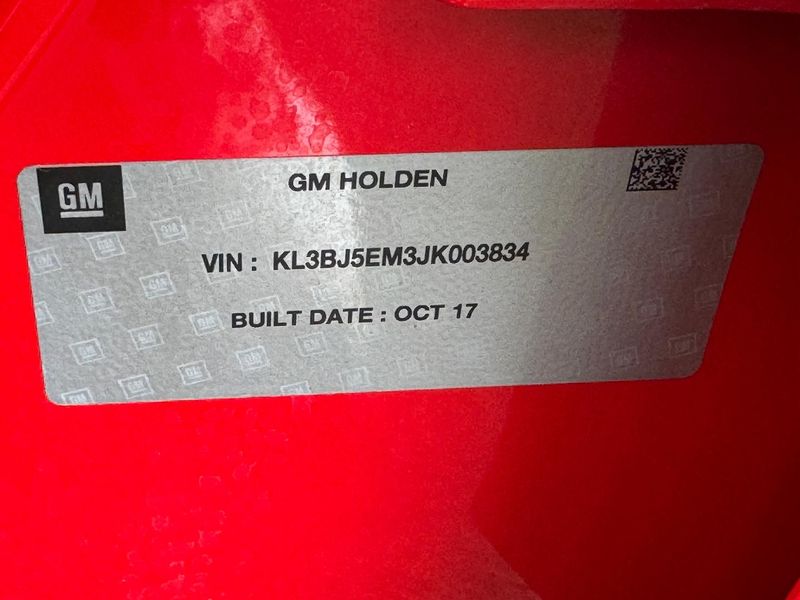 GM
GM HOLDEN
VIN : KL3BJ5EM3JK003834
BUILT DATE : OCT 17